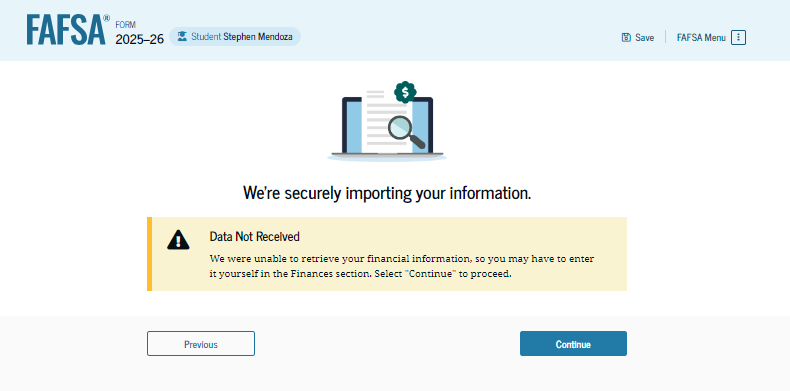 FAFSA®
FORM
2025–26
Student Stephen Mendoza
Save
FAFSA Menu
$
We're securely importing your information.
Data Not Received
We were unable to retrieve your financial information, so you may have to enter
it yourself in the Finances section. Select "Continue" to proceed.
Previous
Continue